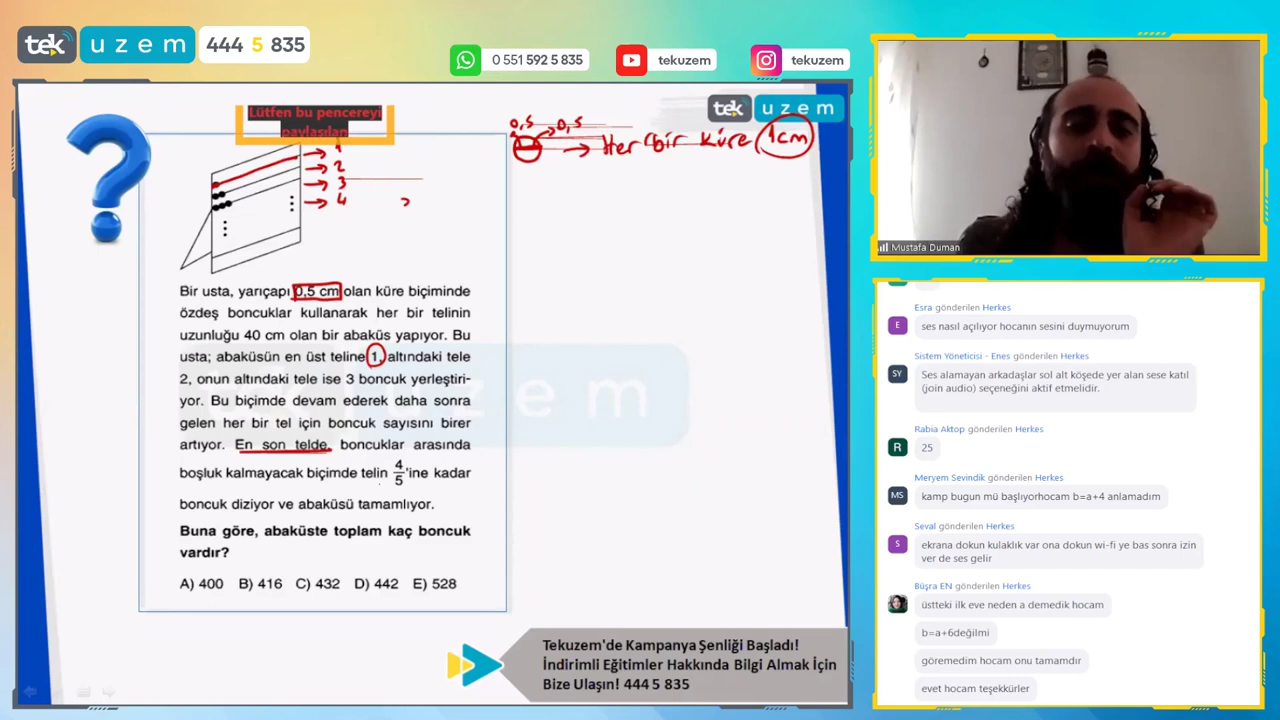 tek
uzem
444 5 835
0 551 592 5 835
tekuzem
tekuzem
tek
uzem
Lütfen bu pencereyi
paylaşılan
1
2
3
4
0,5
0,5
Her bir küre 1cm
Bir usta, yarıçapı 0,5 cm olan küre biçiminde
özdeş boncuklar kullanarak her bir telinin
uzunluğu 40 cm olan bir abaküs yapıyor. Bu
usta; abaküsün en üst teline 1, altındaki tele
2, onun altındaki tele ise 3 boncuk yerleştiri-
yor. Bu biçimde devam ederek daha sonra
gelen her bir tel için boncuk sayısını birer
artıyor. En son telde, boncuklar arasında
boşluk kalmayacak biçimde telin 4/5'ine kadar
boncuk diziyor ve abaküsü tamamlıyor.
Buna göre, abaküste toplam kaç boncuk
vardır?
A) 400 B) 416 C) 432 D) 442 E) 528
uzem
Tekuzem'de Kampanya Şenliği Başladı!
İndirimli Eğitimler Hakkında Bilgi Almak İçin
Bize Ulaşın! 444 5 835
Mustafa Duman
Esra gönderilen Herkes
E
ses nasıl açılıyor hocanın sesini duymuyorum
Sistem Yöneticisi - Enes gönderilen Herkes
SY
Ses alamayan arkadaşlar sol alt köşede yer alan sese katıl
(join audio) seçeneğini aktif etmelidir.
Rabia Aktop gönderilen Herkes
R
25
Meryem Sevindik gönderilen Herkes
MS
kamp bugun mü başlıyorhocam b=a+4 anlamadım
Seval gönderilen Herkes
S
ekrana dokun kulaklık var ona dokun wi-fi ye bas sonra izin
ver de ses gelir
Büşra EN gönderilen Herkes
üstteki ilk eve neden a demedik hocam
b=a+6değilmi
göremedim hocam onu tamamdır
evet hocam teşekkürler